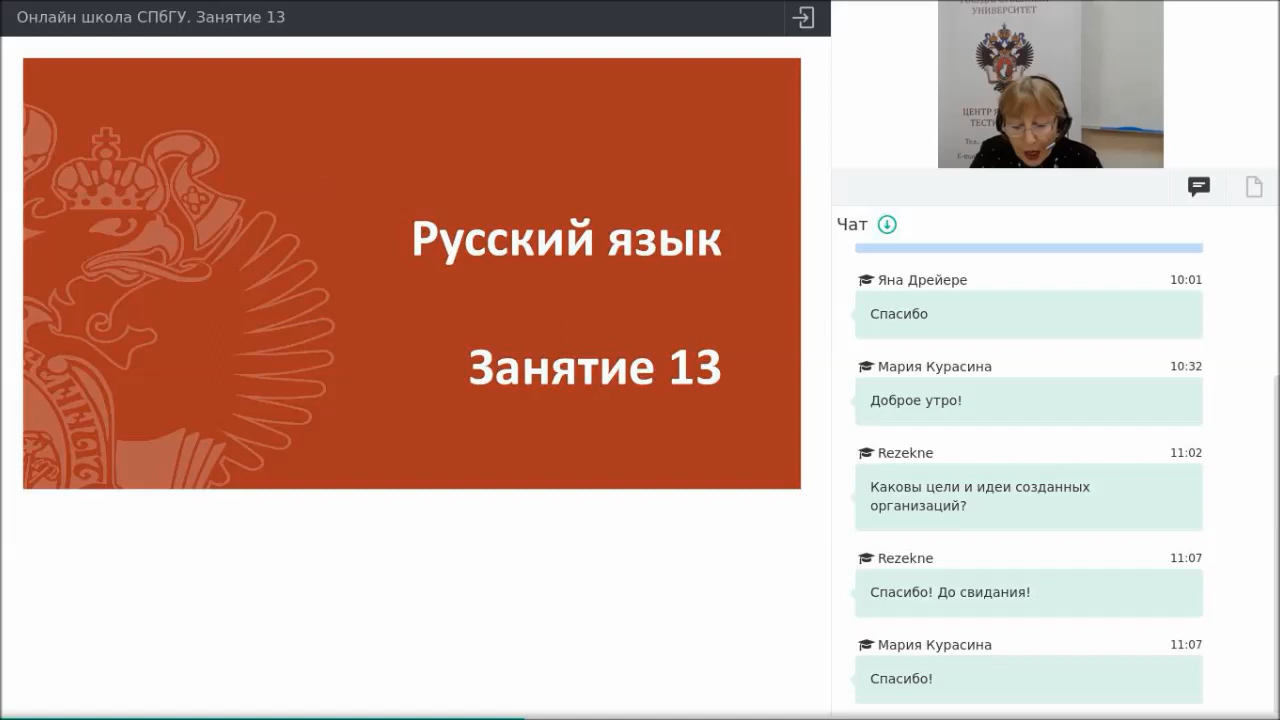 Онлайн школа СПбГУ. Занятие 13
Русский язык
Занятие 13
УНИВЕРСИТЕТ
Чат
Яна Дрейере 10:01
Спасибо
Мария Курасина 10:32
Доброе утро!
Rezekne 11:02
Каковы цели и идеи созданных
организаций?
Rezekne 11:07
Спасибо! До свидания!
Мария Курасина 11:07
Спасибо!